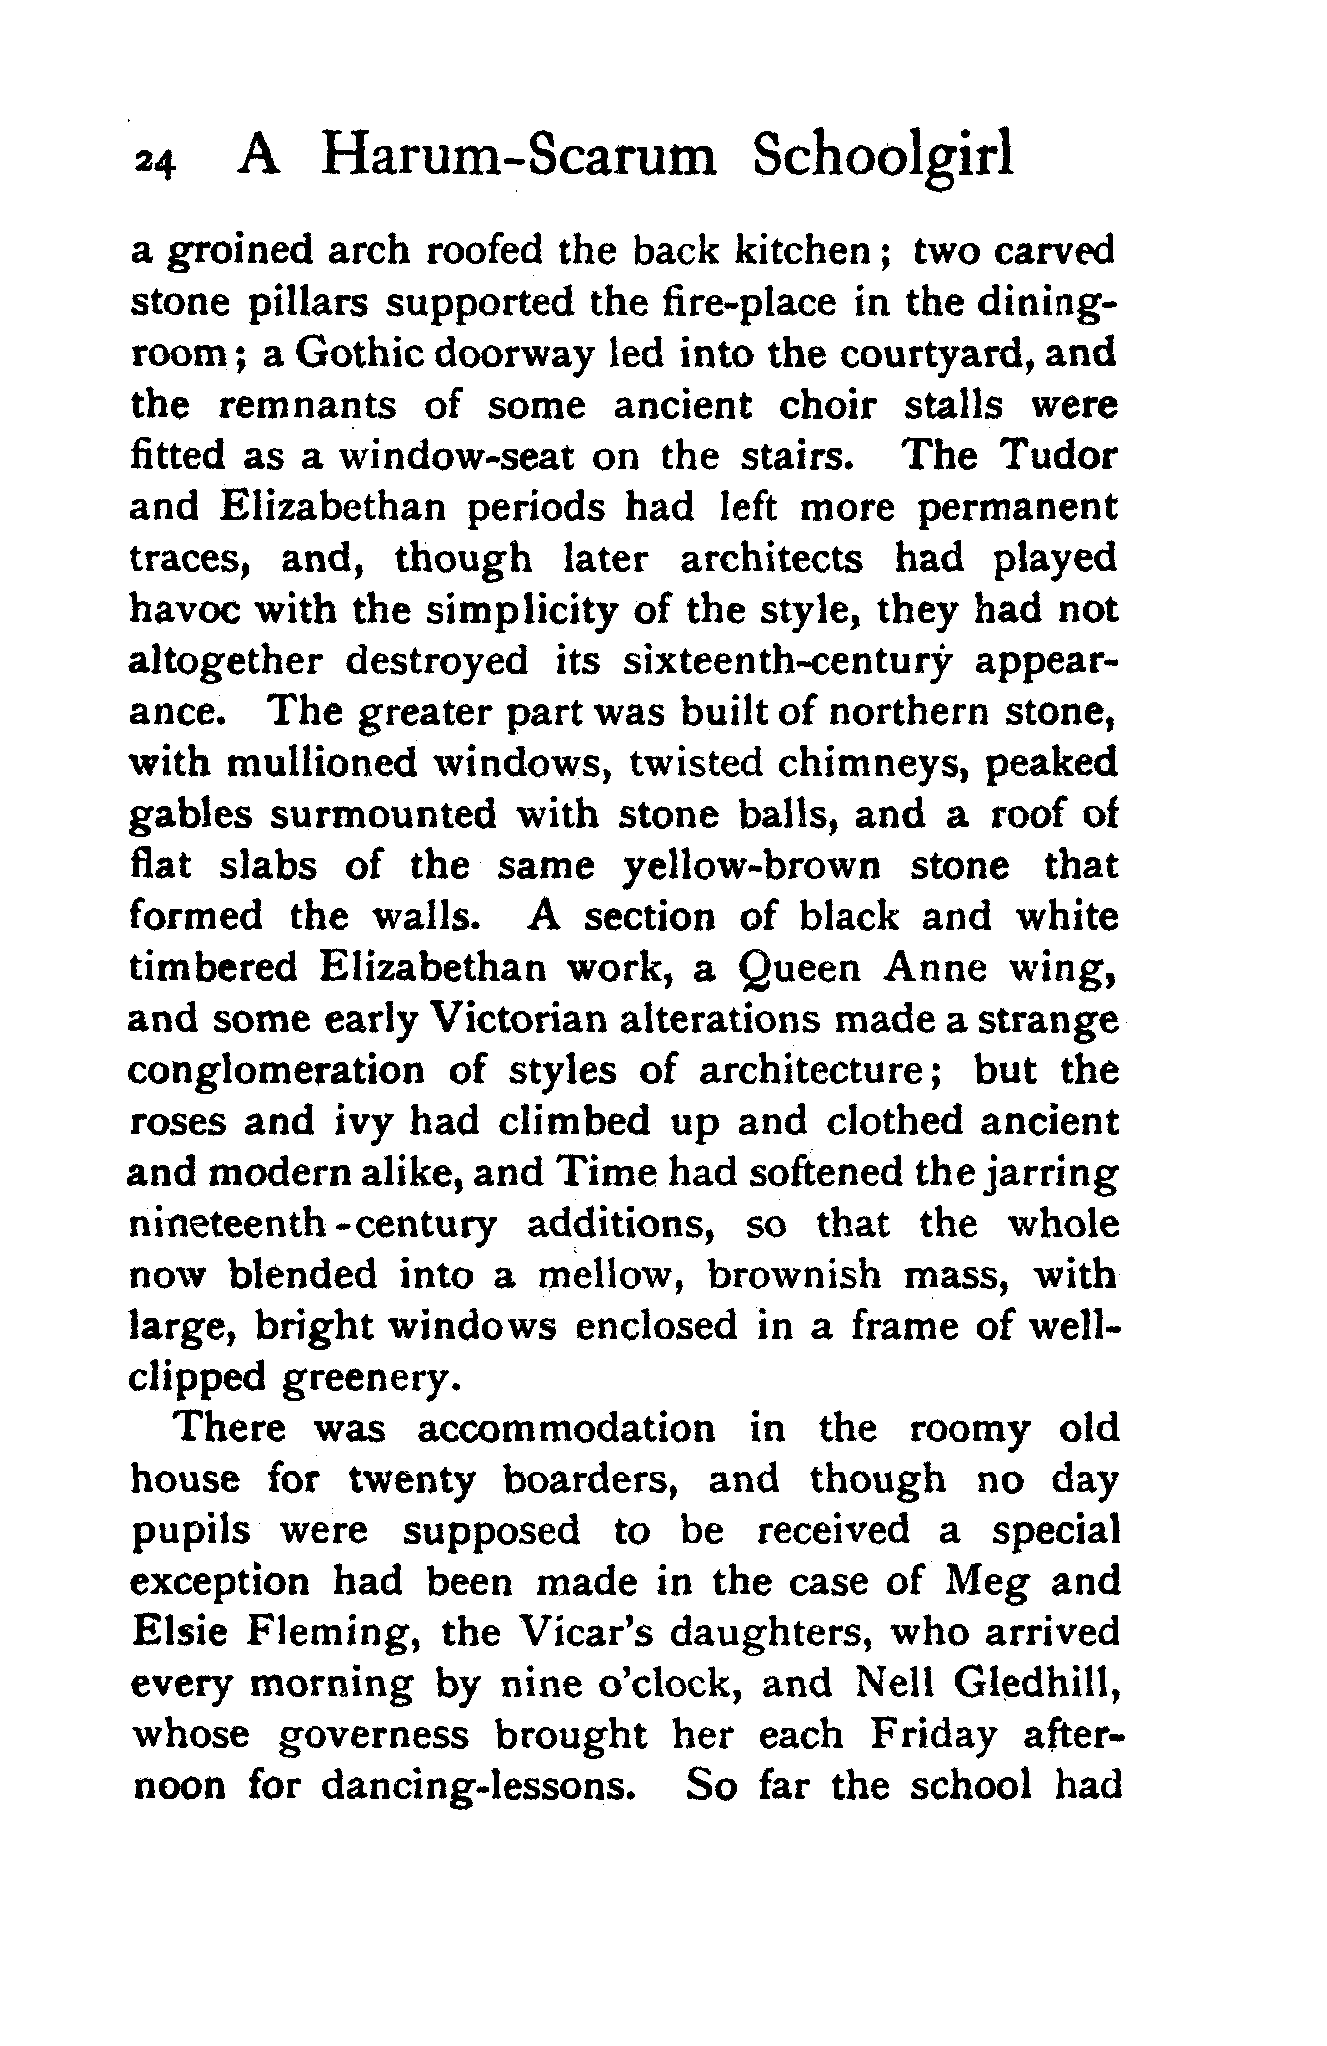 24 A Harum-Scarum Schoolgirl
a groined arch roofed the back kitchen; two carved
stone pillars supported the fire-place in the dining-
room; a Gothic doorway led into the courtyard, and
the remnants of some ancient choir stalls were
fitted as a window-seat on the stairs. The Tudor
and Elizabethan periods had left more permanent
traces, and, though later architects had played
havoc with the simplicity of the style, they had not
altogether destroyed its sixteenth-century appear-
ance. The greater part was built of northern stone,
with mullioned windows, twisted chimneys, peaked
gables surmounted with stone balls, and a roof of
flat slabs of the same yellow-brown stone that
formed the walls. A section of black and white
timbered Elizabethan work, a Queen Anne wing,
and some early Victorian alterations made a strange
conglomeration of styles of architecture; but the
roses and ivy had climbed up and clothed ancient
and modern alike, and Time had softened the jarring
nineteenth-century additions, so that the whole
now blended into a mellow, brownish mass, with
large, bright windows enclosed in a frame of well-
clipped greenery.
There was accommodation in the roomy old
house for twenty boarders, and though no day
pupils were supposed to be received a special
exception had been made in the case of Meg and
Elsie Fleming, the Vicar's daughters, who arrived
every morning by nine o'clock, and Nell Gledhill,
whose governess brought her each Friday after-
noon for dancing-lessons. So far the school had